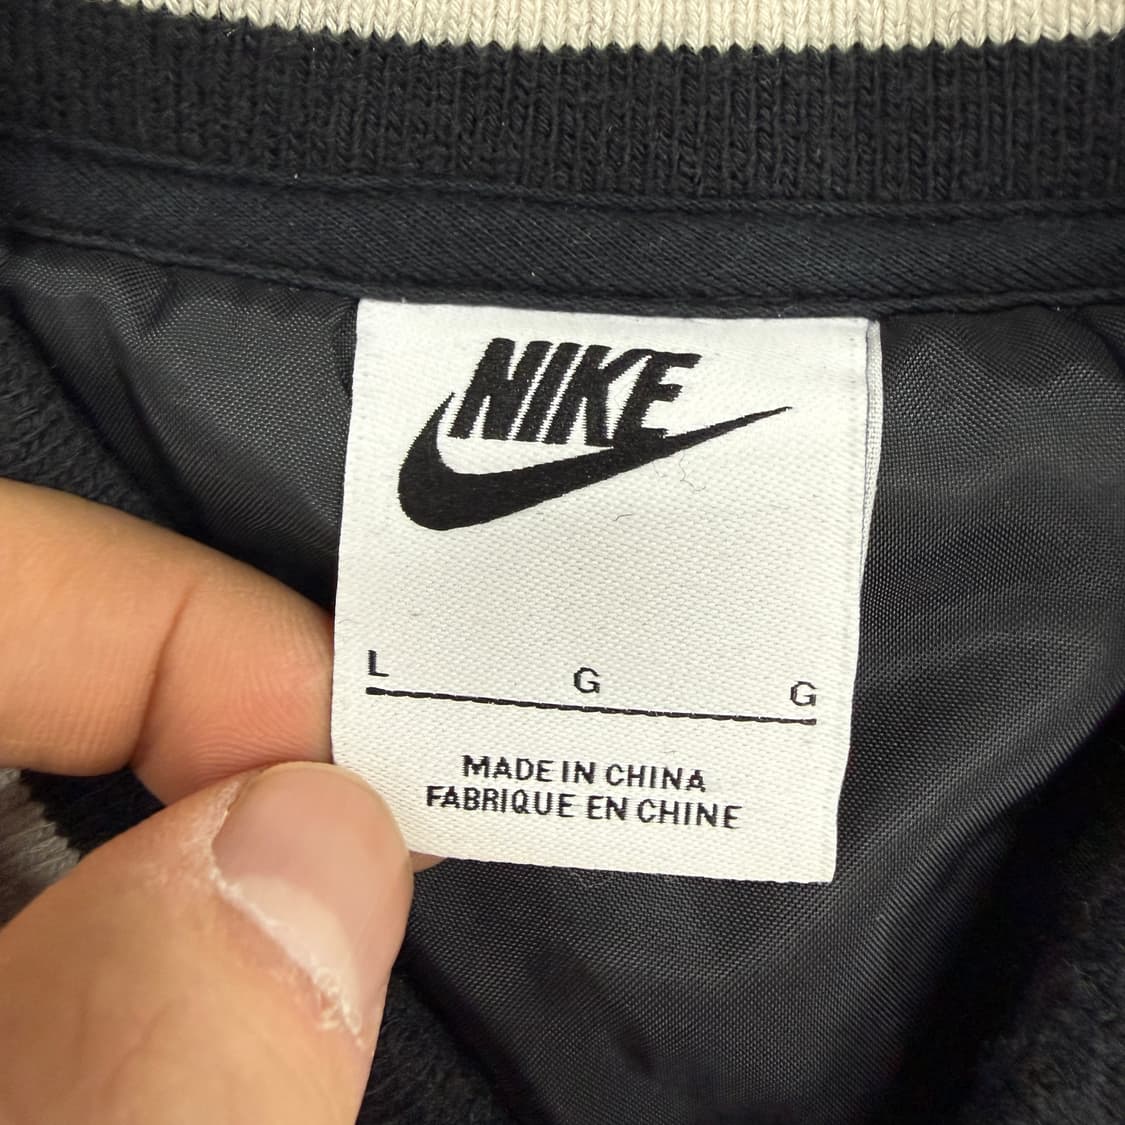 NIKE
L G G
MADE IN CHINA
FABRIQUE EN CHINE